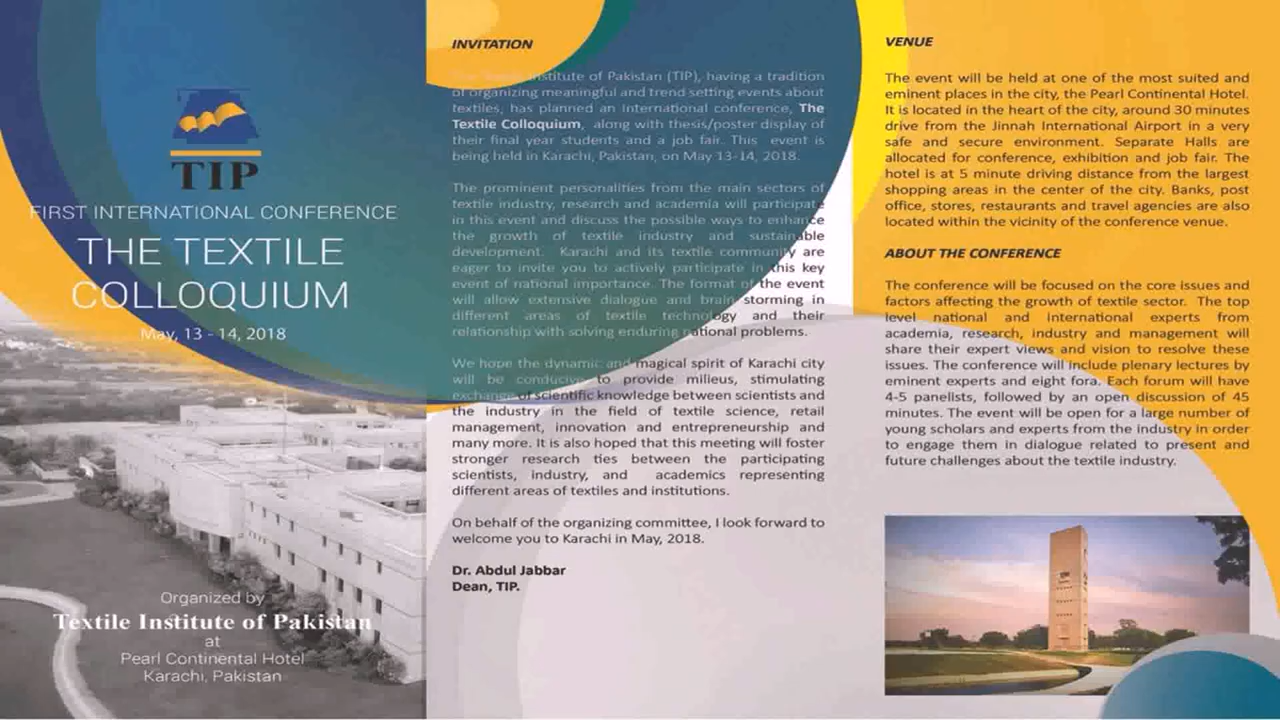 TIP
FIRST INTERNATIONAL CONFERENCE
THE TEXTILE
COLLOQUIUM
May, 13 - 14, 2018
Organized by
Textile Institute of Pakistan
at
Pearl Continental Hotel
Karachi, Pakistan
INVITATION
The Textile Institute of Pakistan (TIP), having a tradition
of organizing meaningful and trend setting events about
textiles, has planned an International conference, The
Textile Colloquium, along with thesis/poster display of
their final year students and a job fair. This event is
being held in Karachi, Pakistan, on May 13-14, 2018.
The prominent personalities from the main sectors of
textile industry, research and academia will participate
in this event and discuss the possible ways to enhance
the growth of textile industry and sustainable
development. Karachi and its textile community are
eager to invite you to actively participate in this key
event of national importance. The format of the event
will allow extensive dialogue and brain storming in
different areas of textile technology and their
relationship with solving enduring national problems.
We hope the dynamic and magical spirit of Karachi city
will be conducive to provide milieus, stimulating
exchange of scientific knowledge between scientists and
the industry in the field of textile science, retail
management, innovation and entrepreneurship and
many more. It is also hoped that this meeting will foster
stronger research ties between the participating
scientists, industry, and academics representing
different areas of textiles and institutions.
On behalf of the organizing committee, I look forward to
welcome you to Karachi in May, 2018.
Dr. Abdul Jabbar
Dean, TIP.
VENUE
The event will be held at one of the most suited and
eminent places in the city, the Pearl Continental Hotel.
It is located in the heart of the city, around 30 minutes
drive from the Jinnah International Airport in a very
safe and secure environment. Separate Halls are
allocated for conference, exhibition and job fair. The
hotel is at 5 minute driving distance from the largest
shopping areas in the center of the city. Banks, post
office, stores, restaurants and travel agencies are also
located within the vicinity of the conference venue.
ABOUT THE CONFERENCE
The conference will be focused on the core issues and
factors affecting the growth of textile sector. The top
level national and international experts from
academia, research, industry and management will
share their expert views and vision to resolve these
issues. The conference will include plenary lectures by
eminent experts and eight fora. Each forum will have
4-5 panelists, followed by an open discussion of 45
minutes. The event will be open for a large number of
young scholars and experts from the industry in order
to engage them in dialogue related to present and
future challenges about the textile industry.